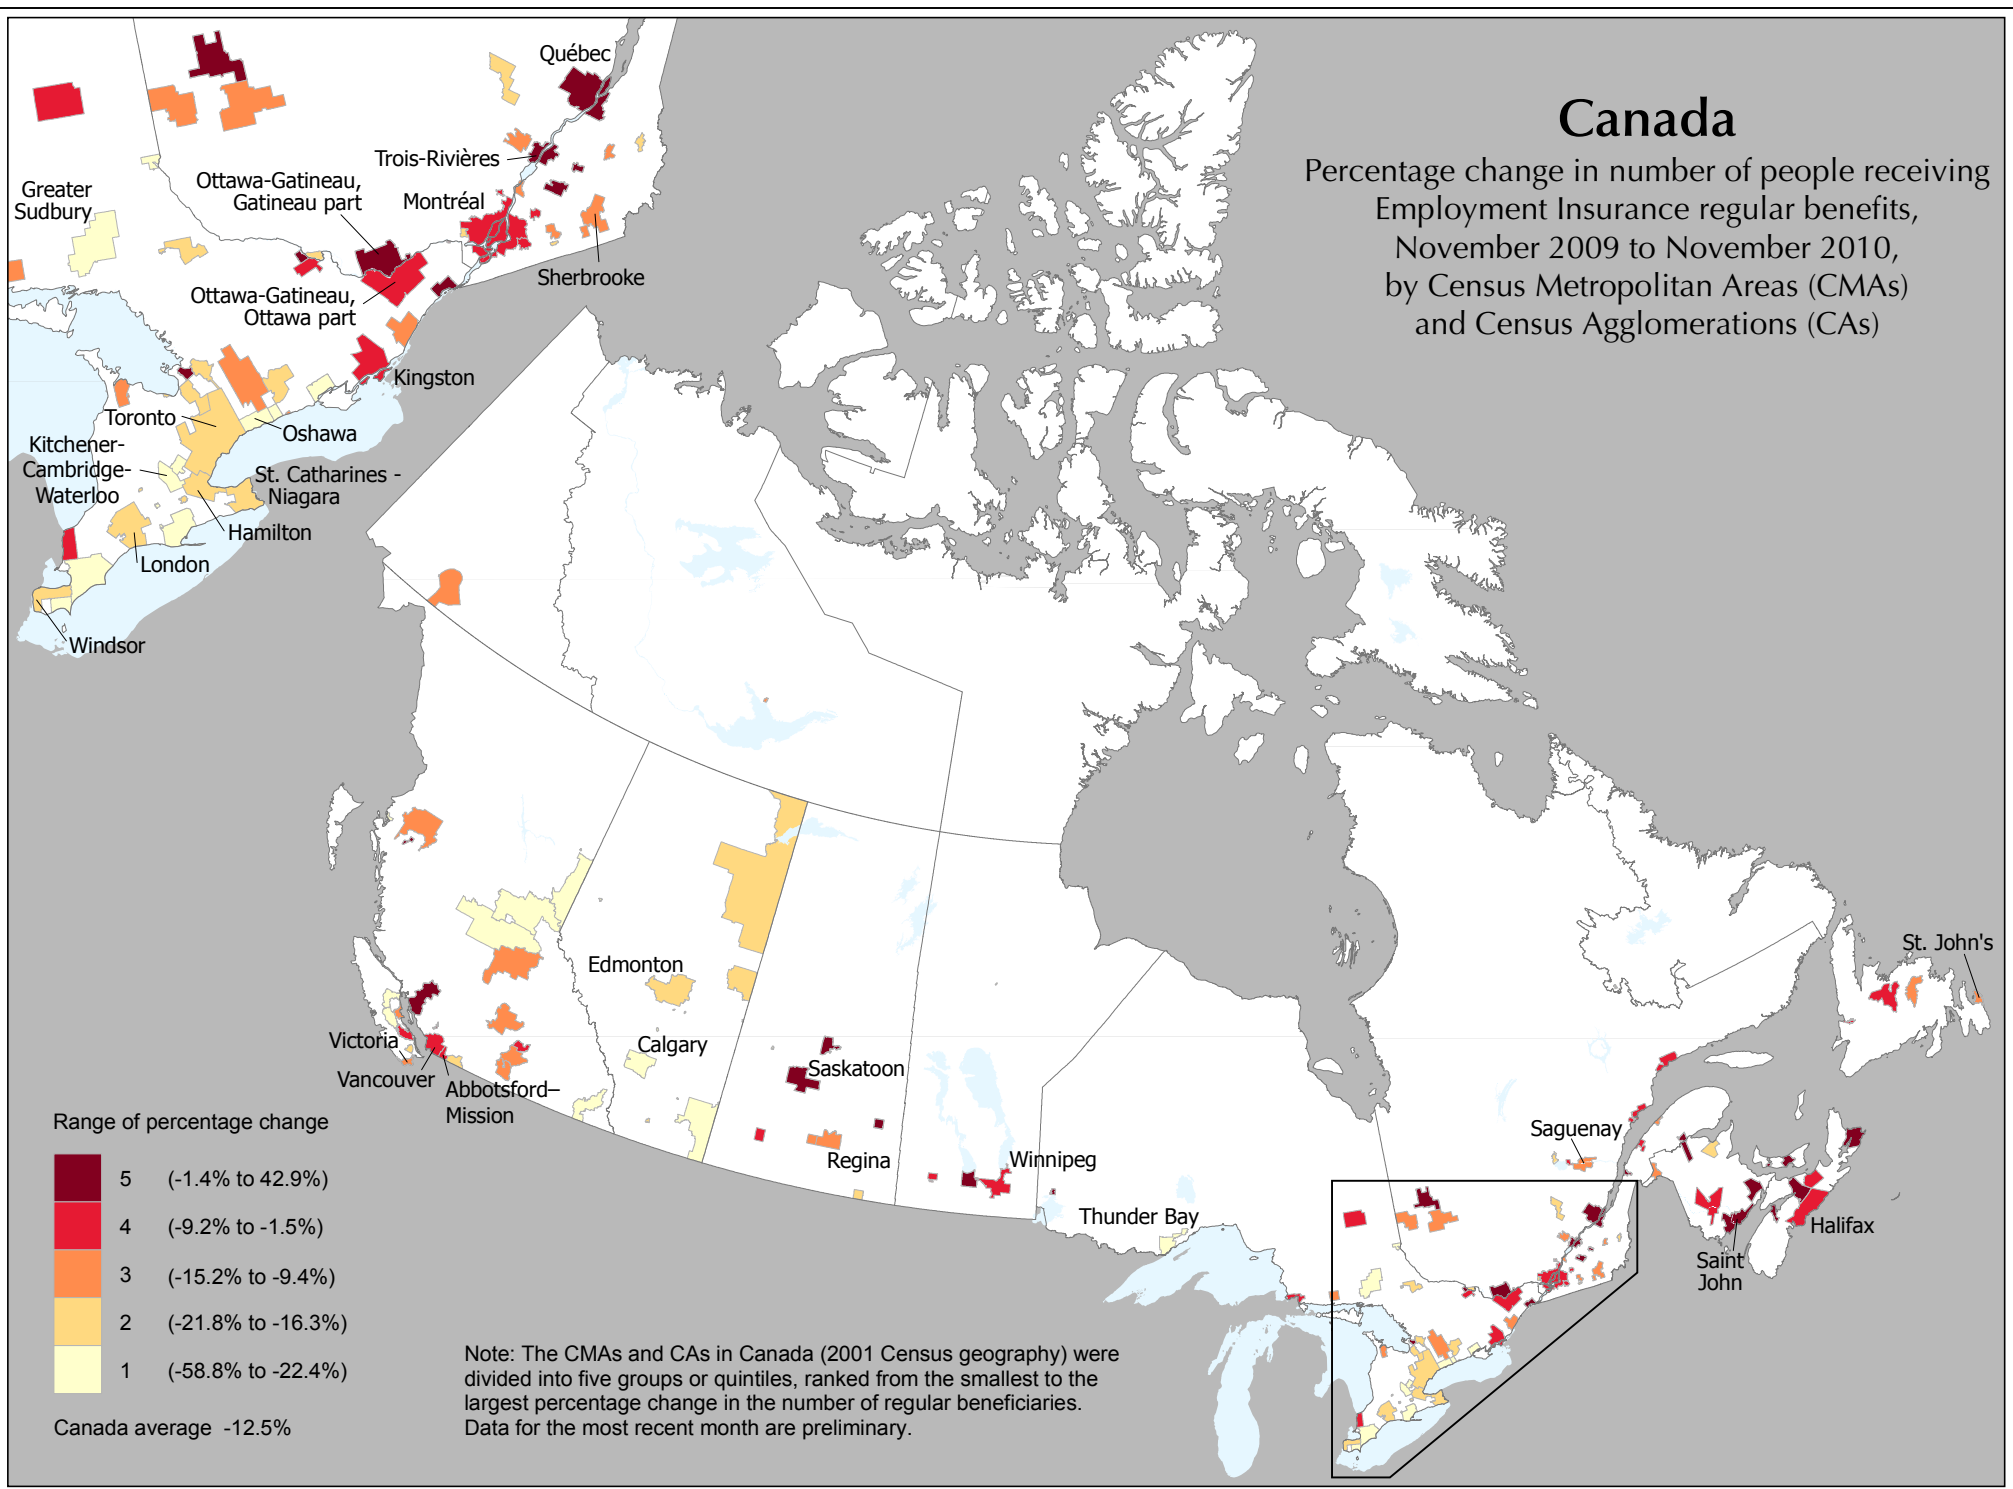 Canada
Percentage change in number of people receiving
Employment Insurance regular benefits,
November 2009 to November 2010,
by Census Metropolitan Areas (CMAs)
and Census Agglomerations (CAs)
Québec
Trois-Rivières
Ottawa-Gatineau,
Gatineau part
Montréal
Greater
Sudbury
Sherbrooke
Ottawa-Gatineau,
Ottawa part
Kingston
Toronto
Oshawa
Kitchener-
Cambridge-
Waterloo
St. Catharines -
Niagara
Hamilton
London
Windsor
St. John's
Edmonton
Victoria
Calgary
Saskatoon
Vancouver
Abbotsford–
Mission
Regina
Winnipeg
Thunder Bay
Saguenay
Halifax
Saint
John
Range of percentage change
5 (-1.4% to 42.9%)
4 (-9.2% to -1.5%)
3 (-15.2% to -9.4%)
2 (-21.8% to -16.3%)
1 (-58.8% to -22.4%)
Canada average -12.5%
Note: The CMAs and CAs in Canada (2001 Census geography) were
divided into five groups or quintiles, ranked from the smallest to the
largest percentage change in the number of regular beneficiaries.
Data for the most recent month are preliminary.